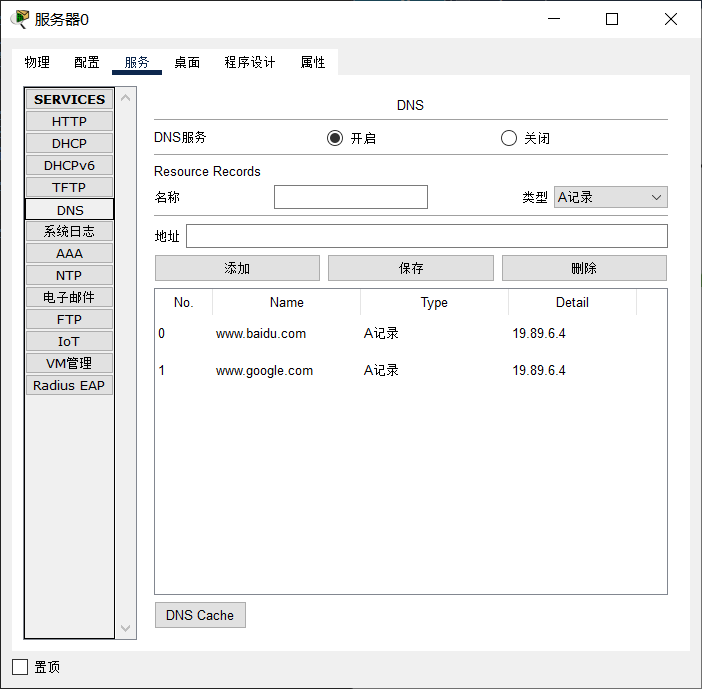 服务器0
物理 配置 服务 桌面 程序设计 属性
SERVICES
HTTP
DHCP
DHCPv6
TFTP
DNS
系统日志
AAA
NTP
电子邮件
FTP
IoT
VM管理
Radius EAP
DNS
DNS服务 开启 关闭
Resource Records
名称 类型 A记录
地址
添加 保存 删除
No. Name Type Detail
0 www.baidu.com A记录 19.89.6.4
1 www.google.com A记录 19.89.6.4
DNS Cache
置顶